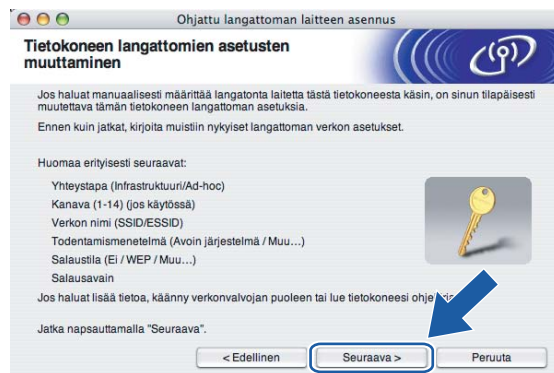 Ohjattu langattoman laitteen asennus
Tietokoneen langattomien asetusten
muuttaminen
Jos haluat manuaalisesti määrittää langatonta laitetta tästä tietokoneesta käsin, on sinun tilapäisesti
muutettava tämän tietokoneen langattoman asetuksia.
Ennen kuin jatkat, kirjoita muistiin nykyiset langattoman verkon asetukset.
Huomaa erityisesti seuraavat:
Yhteystapa (Infrastruktuuri/Ad-hoc)
Kanava (1-14) (jos käytössä)
Verkon nimi (SSID/ESSID)
Todentamismenetelmä (Avoin järjestelmä / Muu...)
Salaustila (Ei / WEP / Muu...)
Salausavain
Jos haluat lisää tietoa, käänny verkonvalvojan puoleen tai lue tietokoneesi
Jatka napsauttamalla "Seuraava".
< Edellinen Seuraava > Peruuta